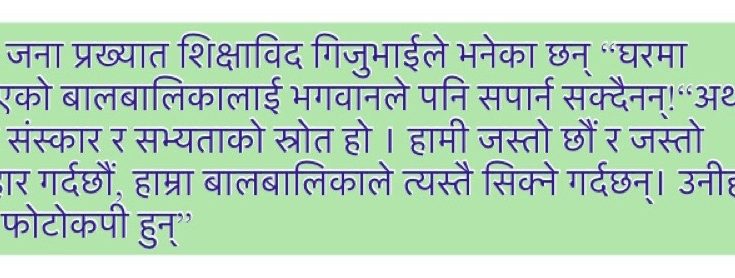 जना प्रख्यात शिक्षाविद गिजुभाईले भनेका छन् “घरमा
एको बालबालिकालाई भगवानले पनि सपार्न सक्दैनन्!“अथ
संस्कार र सभ्यताको स्रोत हो । हामी जस्तो छौं र जस्तो
हार गर्दछौं, हाम्रा बालबालिकाले त्यस्तै सिक्ने गर्दछन्। उनीह
फोटोकपी हुन्”